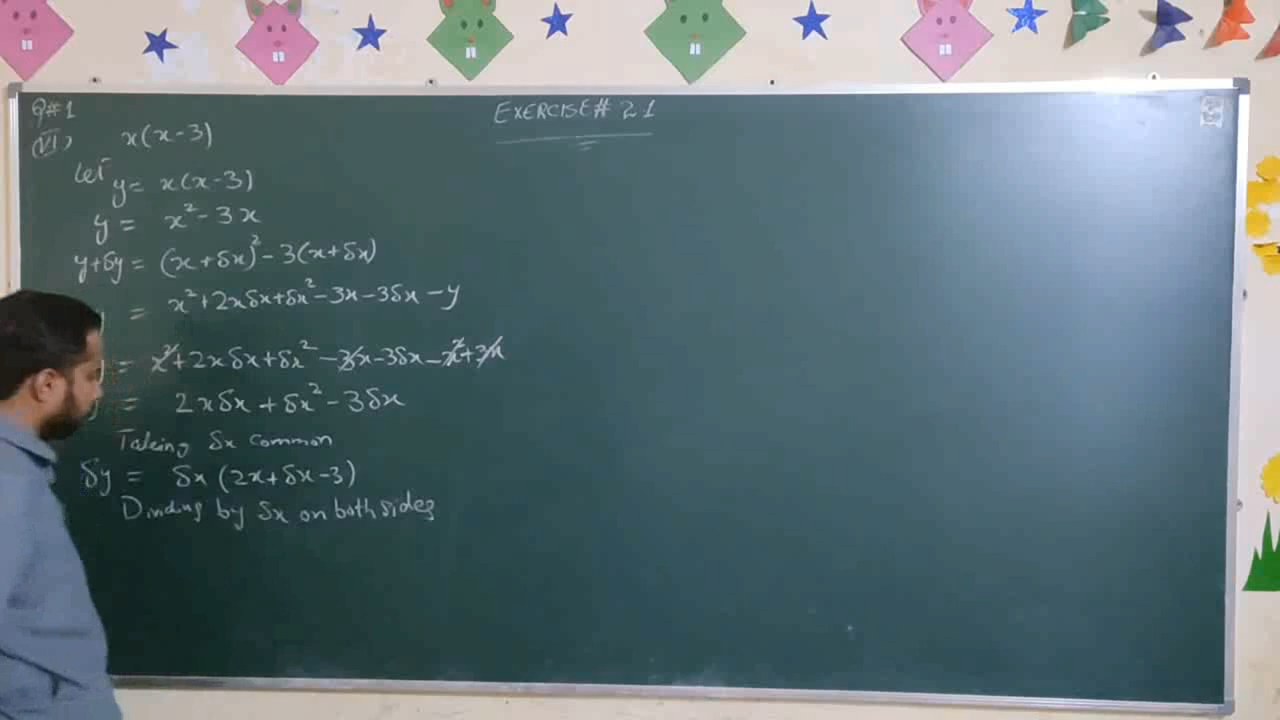 EXERCISE# 2.1
Q#1
(VI) x(x-3)
Let y = x(x-3)
y = x² - 3x
y+δy = (x+δx)² - 3(x+δx)
= x²+2xδx+δx²-3x-3δx-y
= x²+2xδx+δx²-3x-3δx-x²+3x
= 2xδx+δx²-3δx
Taking δx common
δy = δx(2x+δx-3)
by δx on both sides